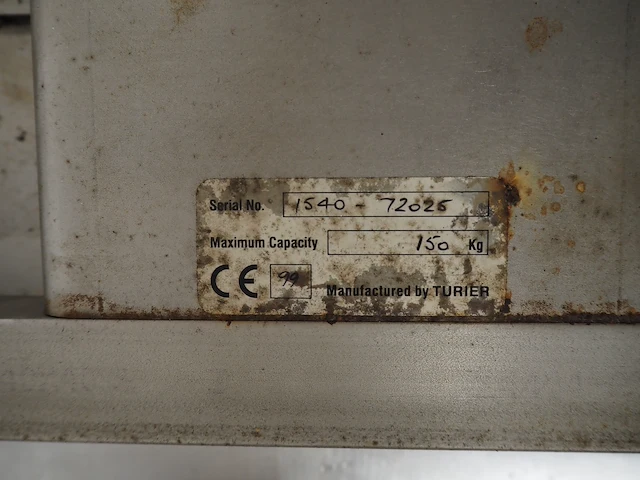 Serial No. 1540 - 72025
Maximum Capacity 150 Kg
CE 99 Manufactured by TURIER